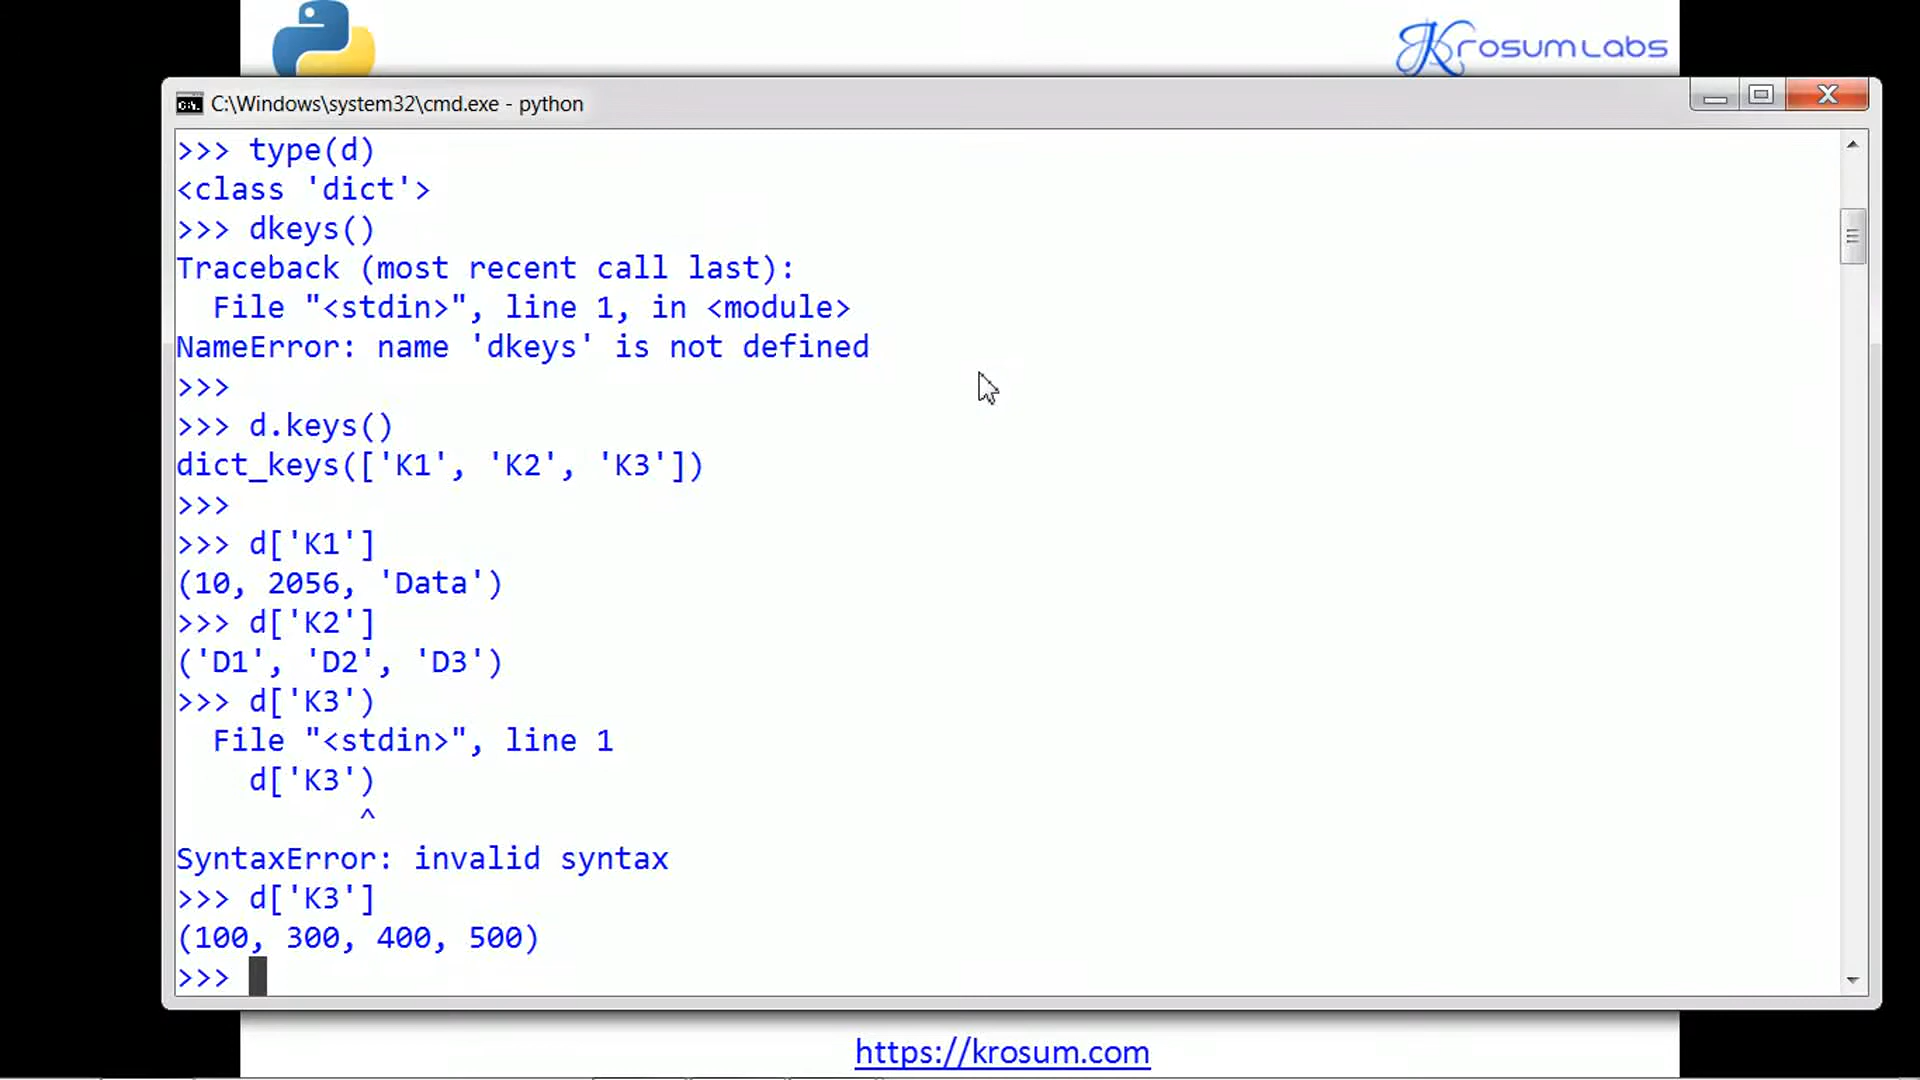 Krosum Labs
C:\Windows\system32\cmd.exe - python
>>> type(d)
<class 'dict'>
>>> dkeys()
Traceback (most recent call last):
  File "<stdin>", line 1, in <module>
NameError: name 'dkeys' is not defined
>>>
>>> d.keys()
dict_keys(['K1', 'K2', 'K3'])
>>>
>>> d['K1']
(10, 2056, 'Data')
>>> d['K2']
('D1', 'D2', 'D3')
>>> d['K3')
  File "<stdin>", line 1
    d['K3')
          ^
SyntaxError: invalid syntax
>>> d['K3']
(100, 300, 400, 500)
>>>
https://krosum.com